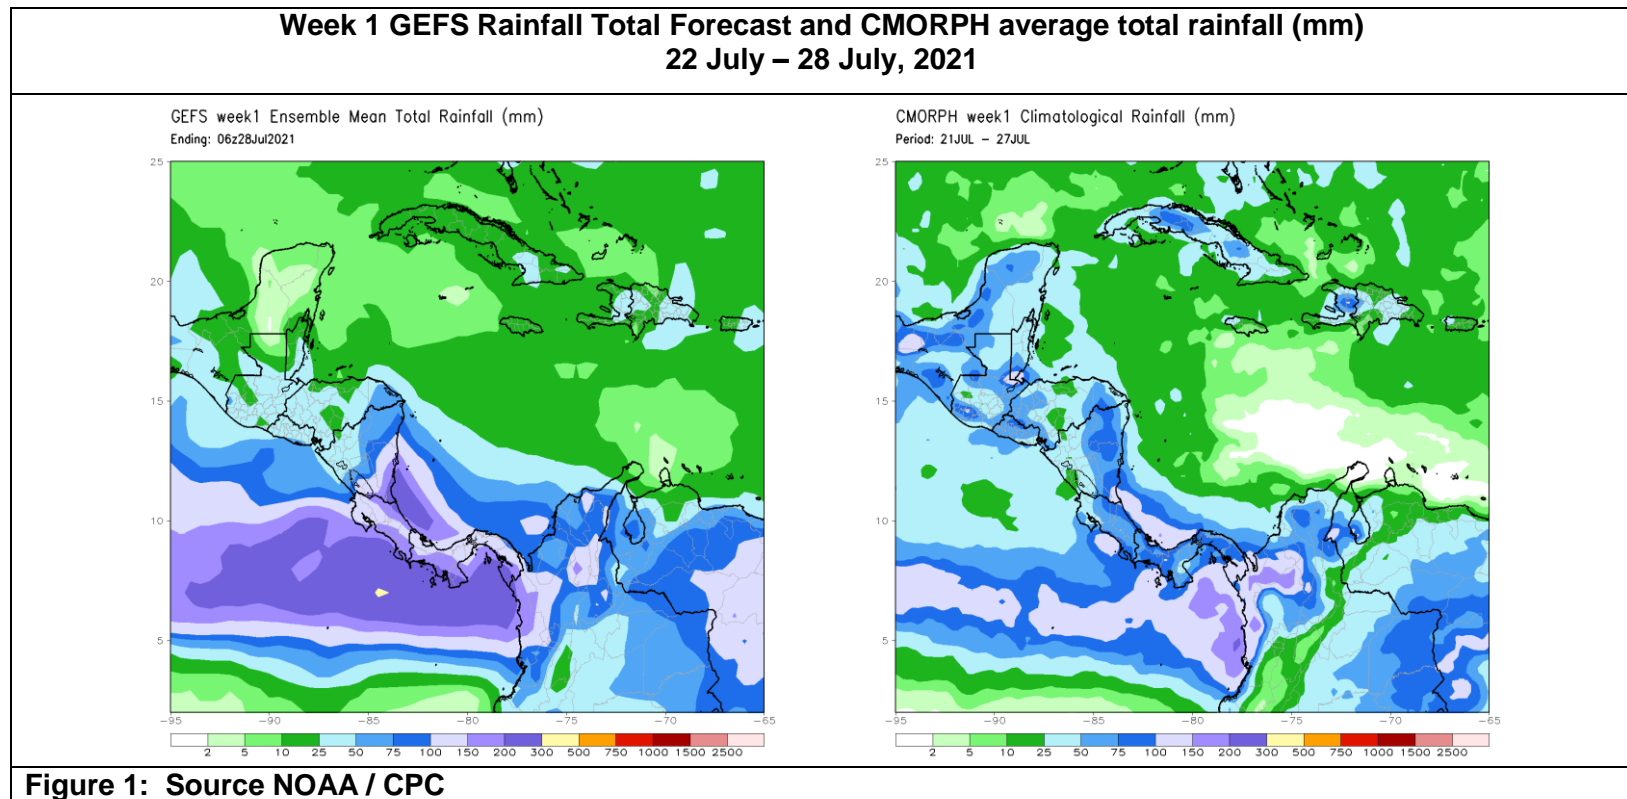 Week 1 GEFS Rainfall Total Forecast and CMORPH average total rainfall (mm)
22 July – 28 July, 2021
GEFS week1 Ensemble Mean Total Rainfall (mm)
Ending: 06z28Jul2021
25
20
15
10
5
-95 -90 -85 -80 -75 -70 -65
2 5 10 25 50 75 100 150 200 300 500 750 1000 1500 2500
CMORPH week1 Climatological Rainfall (mm)
Period: 21JUL - 27JUL
25
20
15
10
5
-95 -90 -85 -80 -75 -70 -65
2 5 10 25 50 75 100 150 200 300 500 750 1000 1500 2500
Figure 1: Source NOAA / CPC